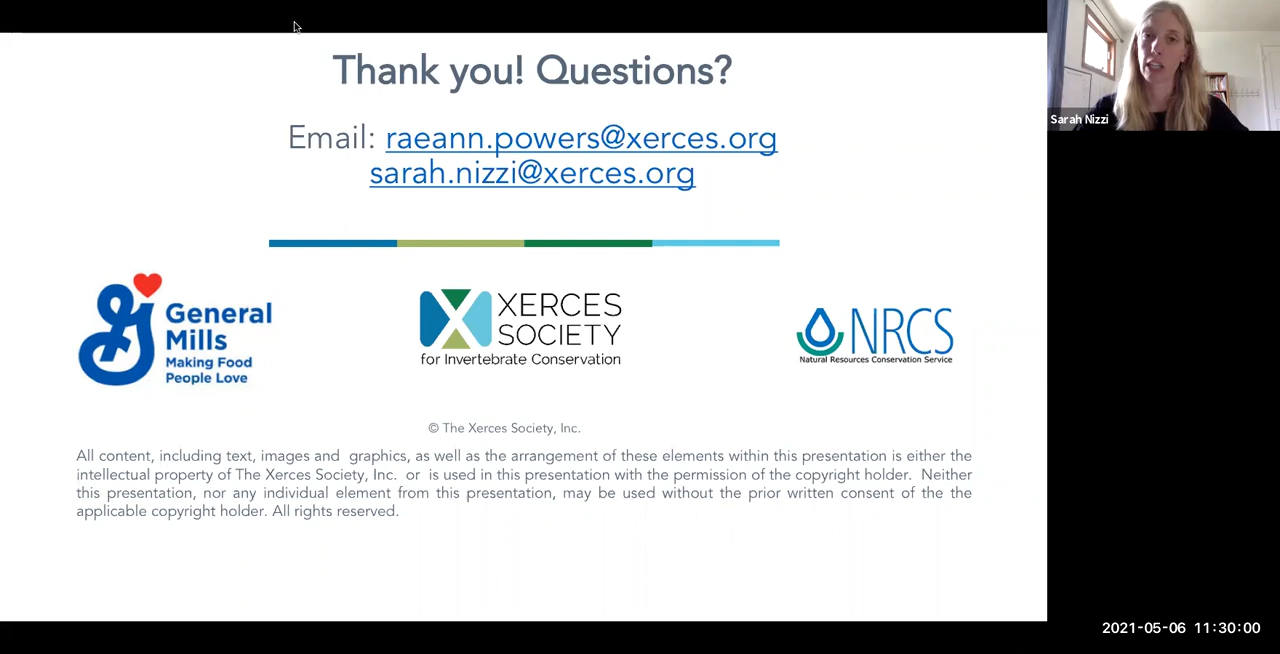 Thank you! Questions?
Email: raeann.powers@xerces.org
sarah.nizzi@xerces.org
General
Mills
Making Food
People Love
XERCES
SOCIETY
for Invertebrate Conservation
NRCS
Natural Resources Conservation Service
© The Xerces Society, Inc.
All content, including text, images and graphics, as well as the arrangement of these elements within this presentation is either the
intellectual property of The Xerces Society, Inc. or is used in this presentation with the permission of the copyright holder. Neither
this presentation, nor any individual element from this presentation, may be used without the prior written consent of the the
applicable copyright holder. All rights reserved.
Sarah Nizzi
2021-05-06 11:30:00